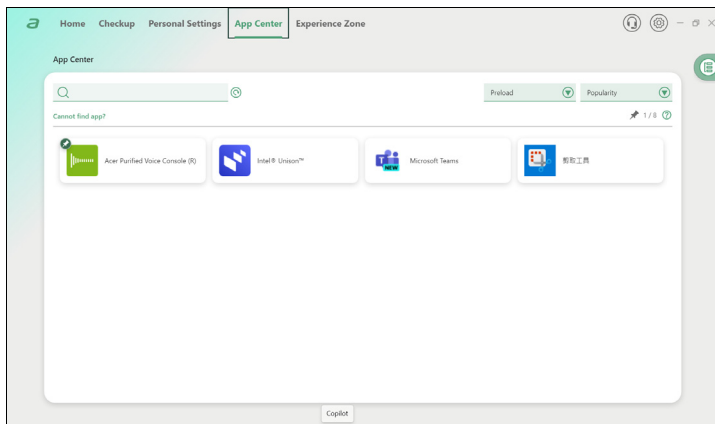 a Home Checkup Personal Settings App Center Experience Zone
App Center
Preload Popularity
Cannot find app? 1 / 6
Acer Purified Voice Console (R) Intel® Unison™ Microsoft Teams 剪取工具
NEW
Copilot